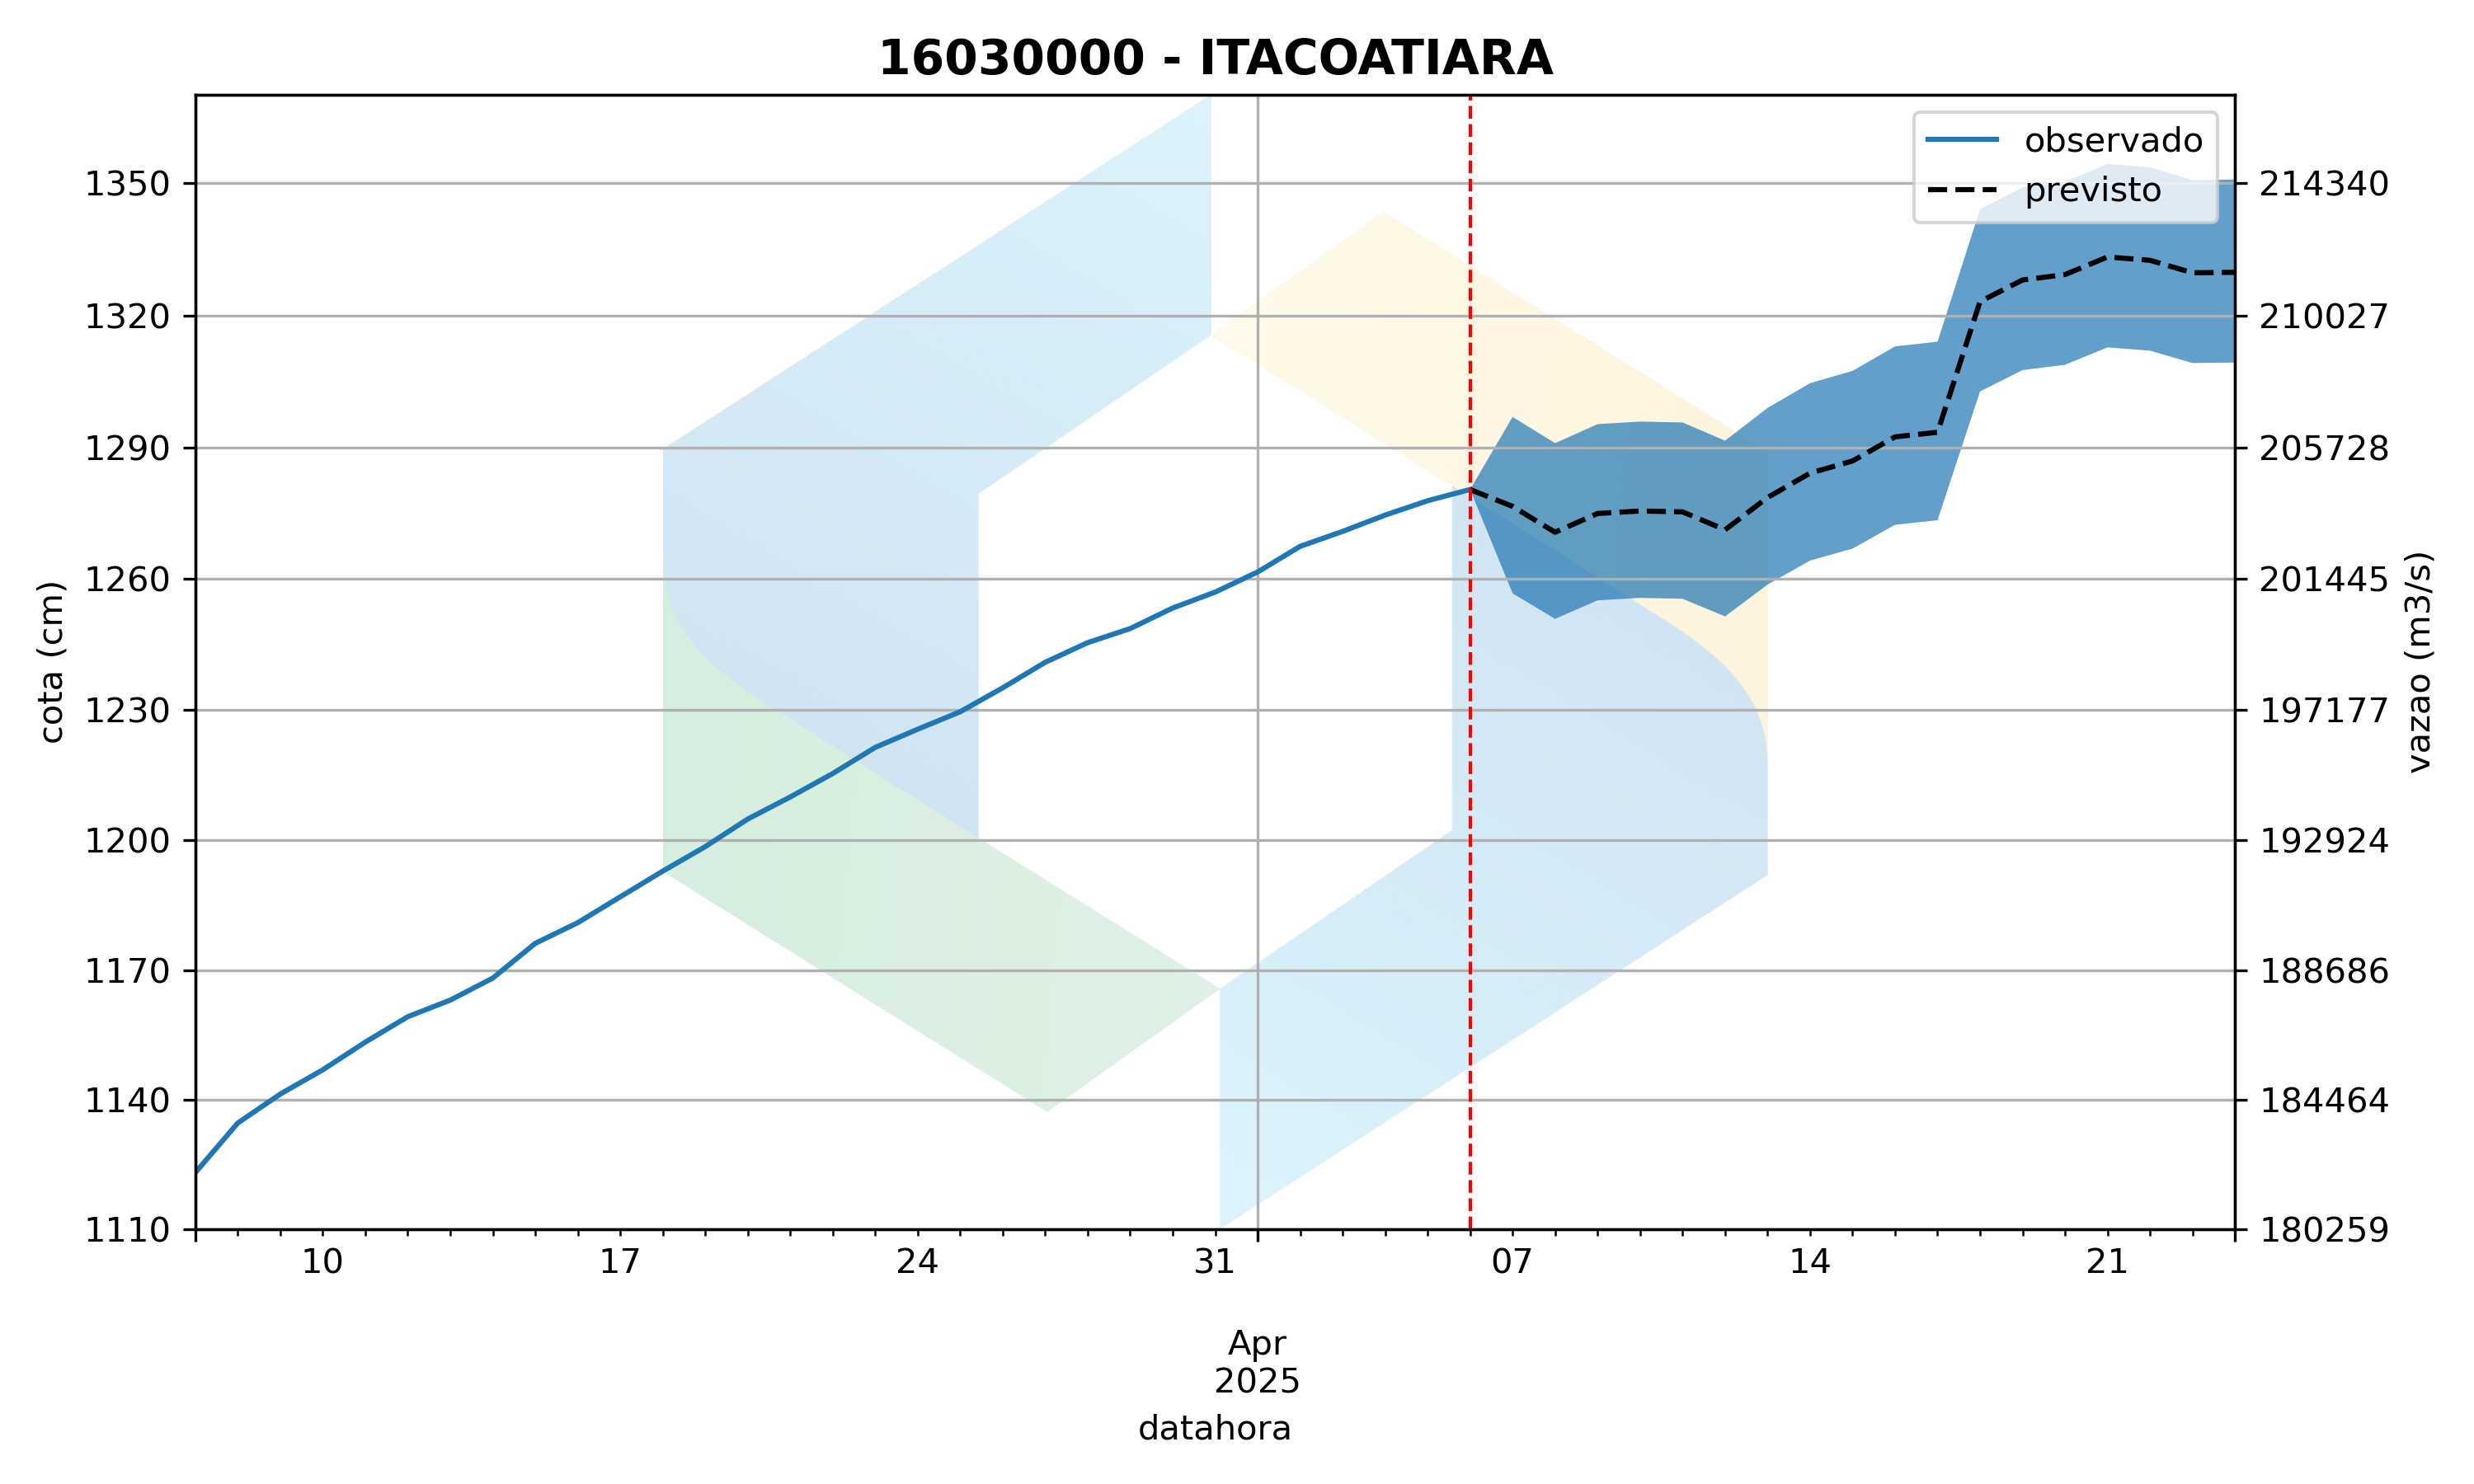 16030000 - ITACOATIARA
observado
previsto
cota (cm)
1350
1320
1290
1260
1230
1200
1170
1140
1110
214340
210027
205728
201445
197177
192924
188686
184464
180259
vazao (m3/s)
10 17 24 31 07 14 21
Apr
2025
datahora